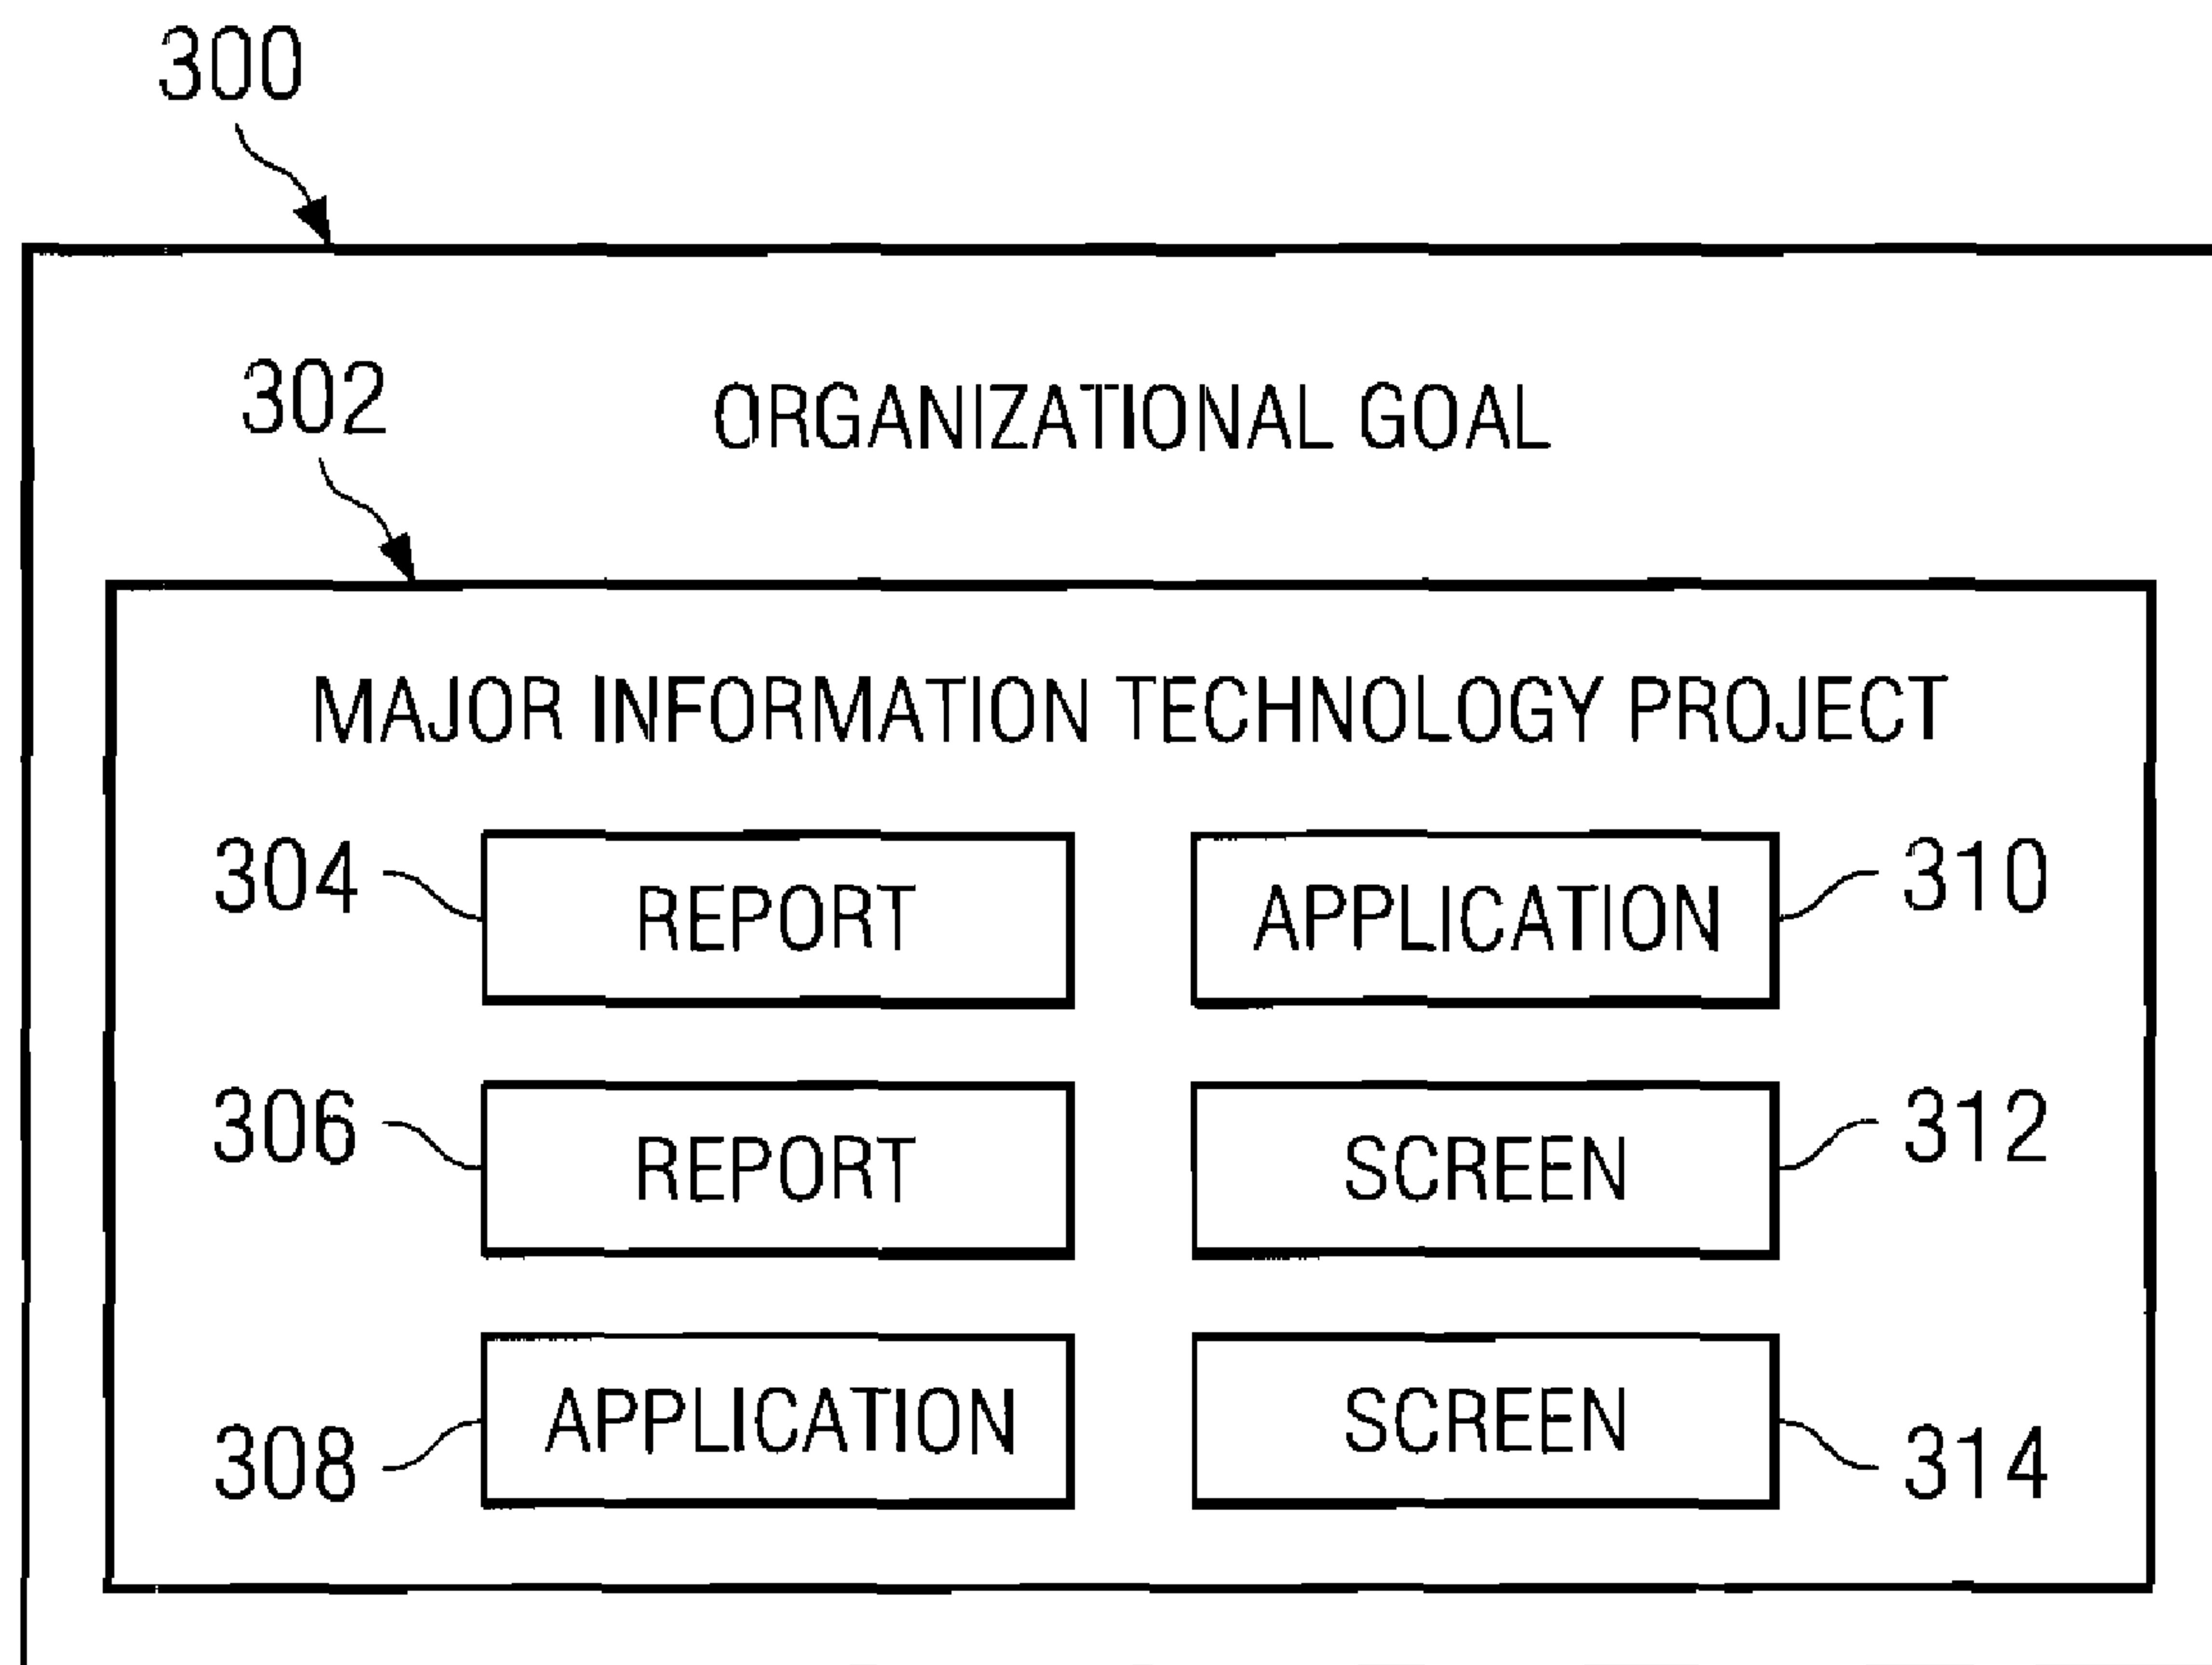 300
302
ORGANIZATIONAL GOAL
MAJOR INFORMATION TECHNOLOGY PROJECT
304 REPORT APPLICATION 310
306 REPORT SCREEN 312
308 APPLICATION SCREEN 314